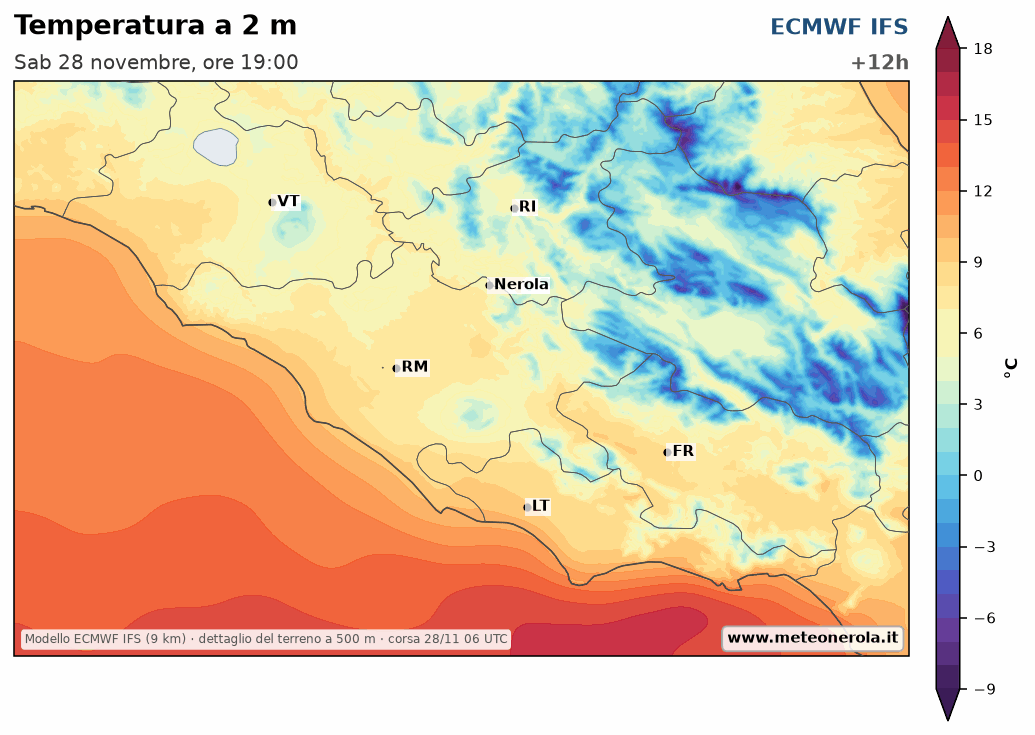 Temperatura a 2 m
ECMWF IFS
Sab 28 novembre, ore 19:00
+12h
VT
RI
Nerola
RM
FR
LT
Modello ECMWF IFS (9 km) · dettaglio del terreno a 500 m · corsa 28/11 06 UTC
www.meteonerola.it
18
15
12
9
6
3
0
−3
−6
−9
°C